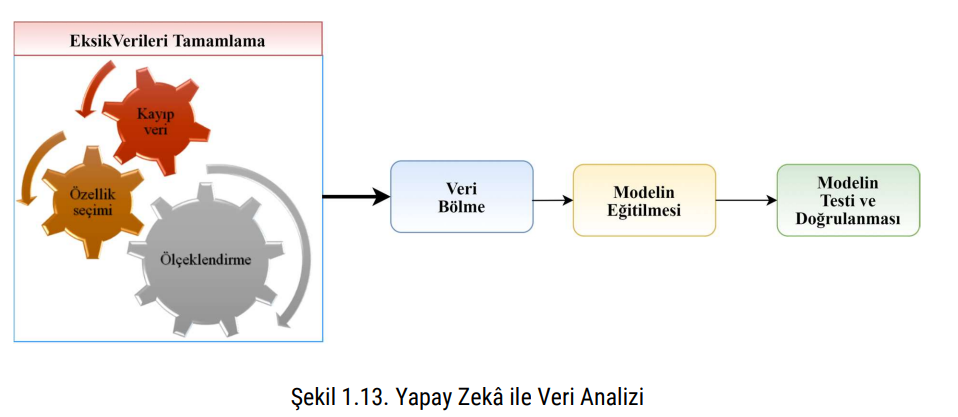 EksikVerileri Tamamlama
Kayıp
veri
Özellik
seçimi
Ölçeklendirme
Veri
Bölme
Modelin
Eğitilmesi
Modelin
Testi ve
Doğrulanması
Şekil 1.13. Yapay Zekâ ile Veri Analizi